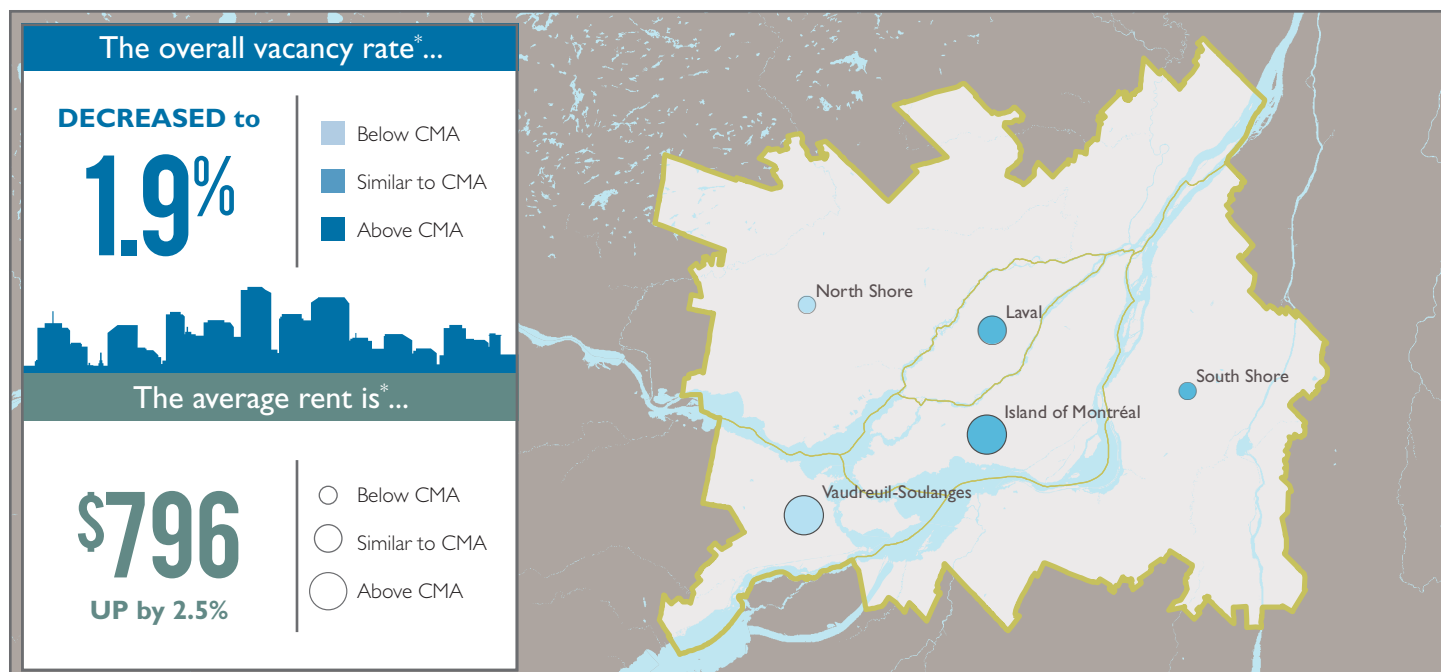 The overall vacancy rate*...
DECREASED to
1.9%
Below CMA
Similar to CMA
Above CMA
The average rent is*...
$796
UP by 2.5%
Below CMA
Similar to CMA
Above CMA
North Shore
Laval
South Shore
Island of Montréal
Vaudreuil-Soulanges